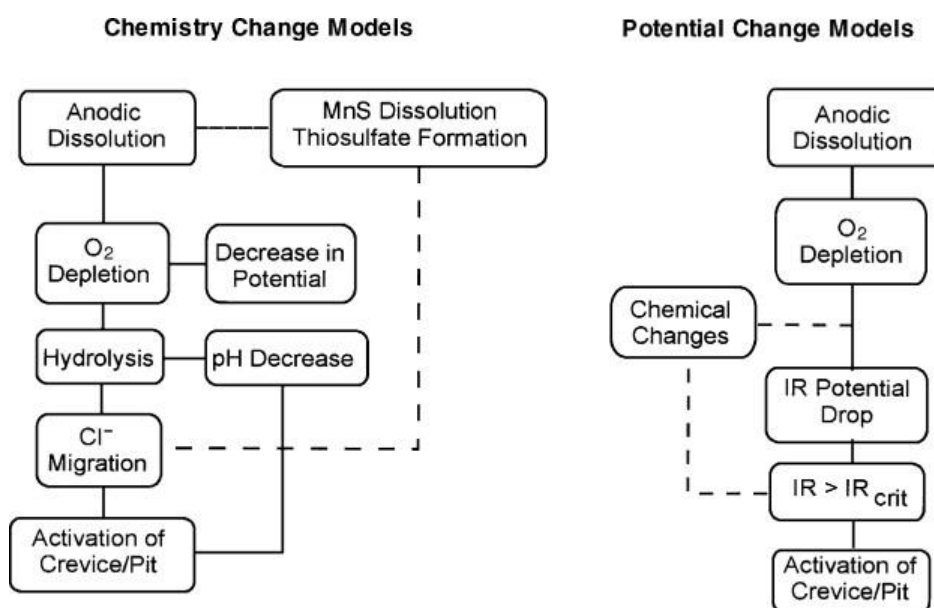 Chemistry Change Models
Potential Change Models
Anodic
Dissolution
MnS Dissolution
Thiosulfate Formation
O₂
Depletion
Decrease in
Potential
Hydrolysis
pH Decrease
Cl⁻
Migration
Activation of
Crevice/Pit
Anodic
Dissolution
O₂
Depletion
Chemical
Changes
IR Potential
Drop
IR > IRcrit
Activation of
Crevice/Pit